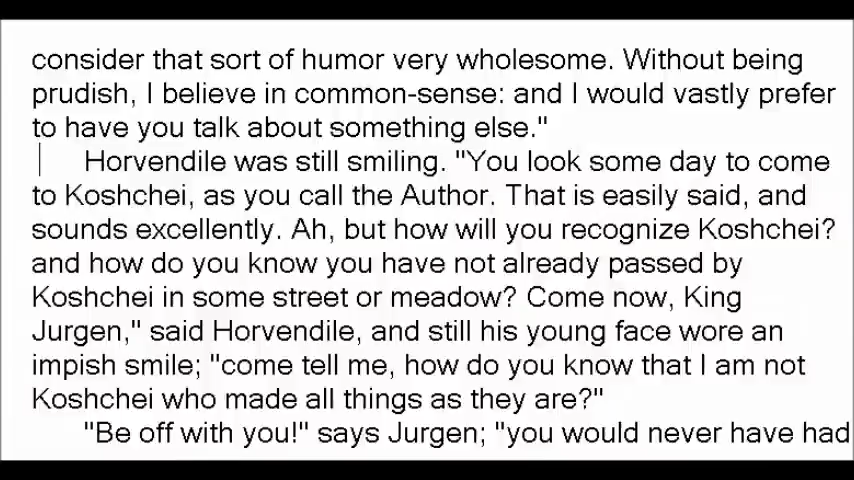 consider that sort of humor very wholesome. Without being
prudish, I believe in common-sense: and I would vastly prefer
to have you talk about something else."
Horvendile was still smiling. "You look some day to come
to Koshchei, as you call the Author. That is easily said, and
sounds excellently. Ah, but how will you recognize Koshchei?
and how do you know you have not already passed by
Koshchei in some street or meadow? Come now, King
Jurgen," said Horvendile, and still his young face wore an
impish smile; "come tell me, how do you know that I am not
Koshchei who made all things as they are?"
"Be off with you!" says Jurgen; "you would never have had